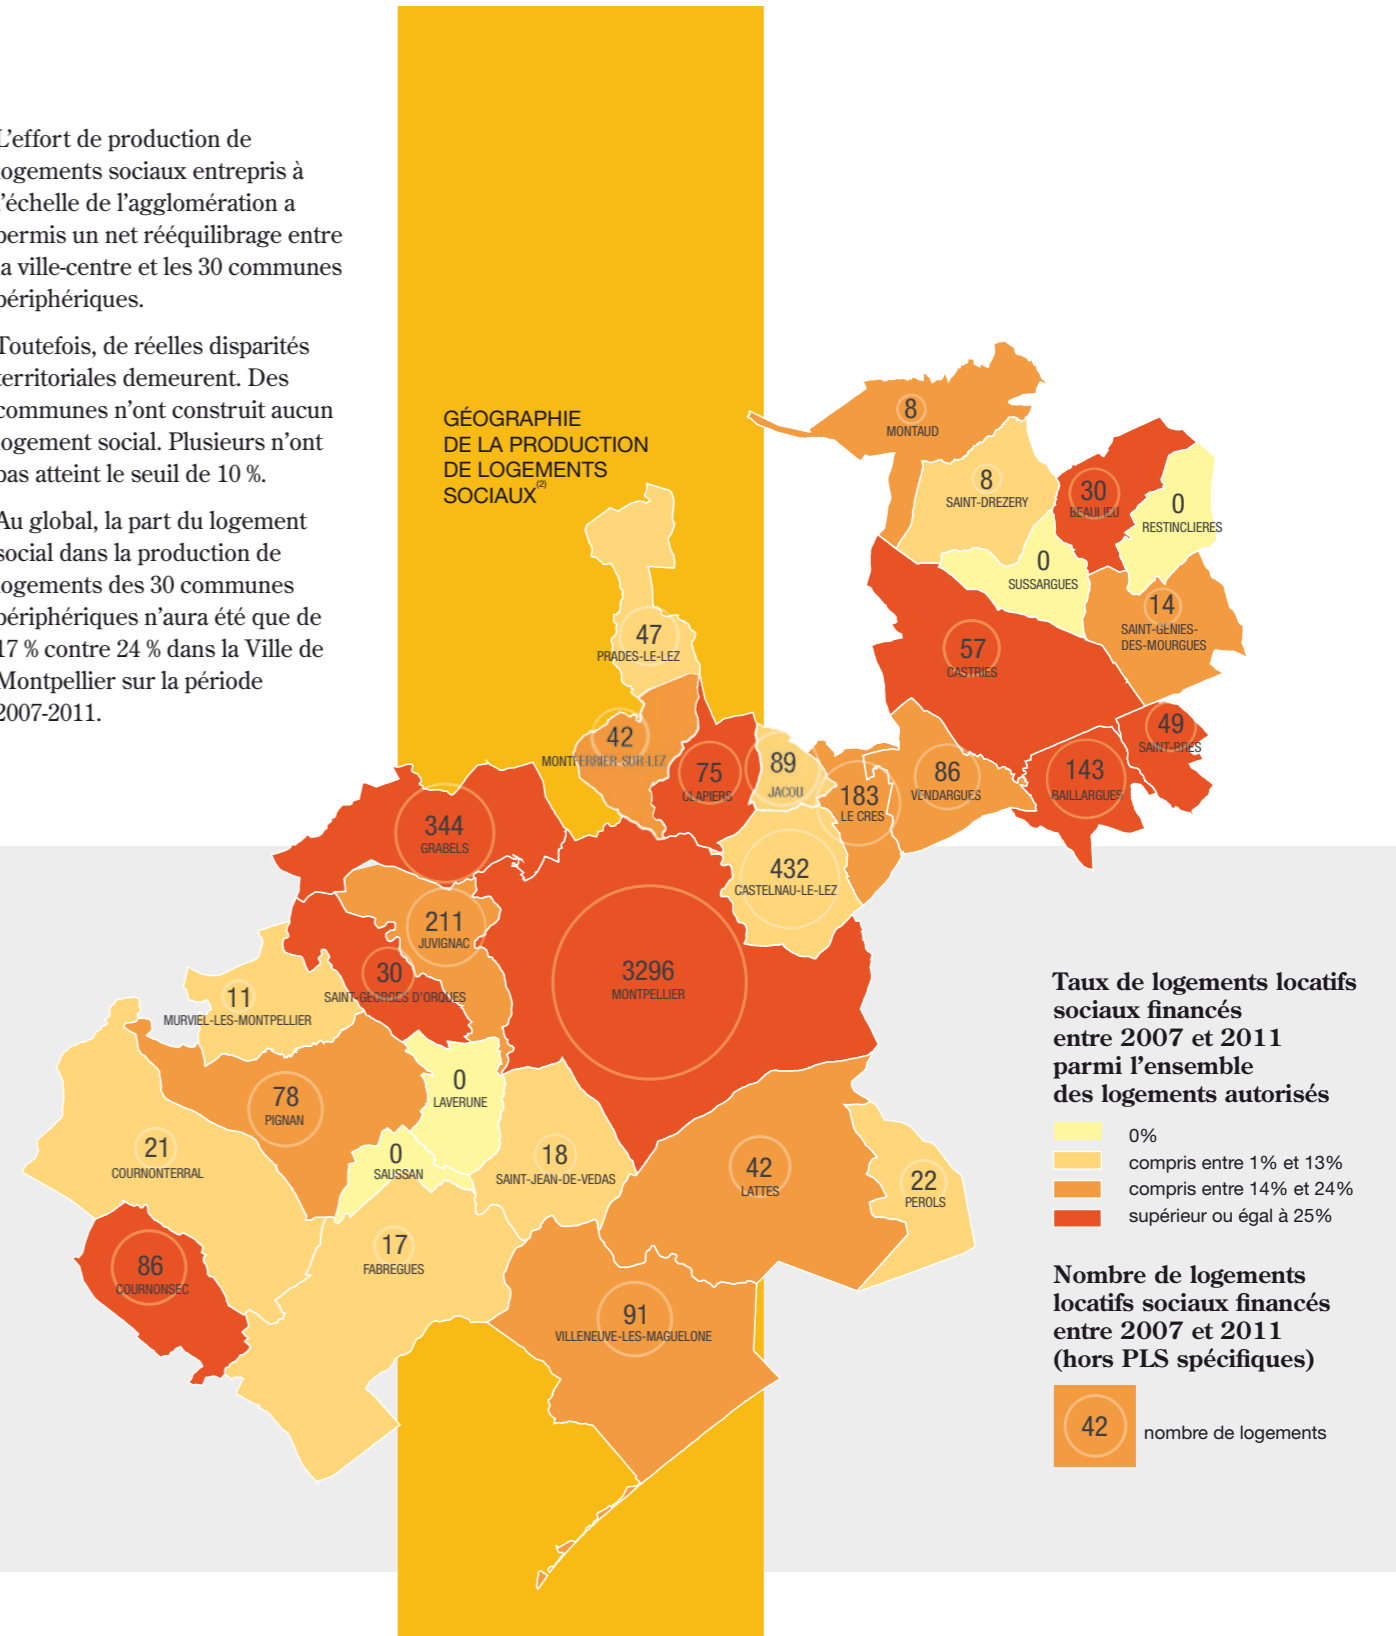 L'effort de production de
logements sociaux entrepris à
l'échelle de l'agglomération a
permis un net rééquilibrage entre
la ville-centre et les 30 communes
périphériques.
Toutefois, de réelles disparités
territoriales demeurent. Des
communes n'ont construit aucun
logement social. Plusieurs n'ont
pas atteint le seuil de 10 %.
Au global, la part du logement
social dans la production de
logements des 30 communes
périphériques n'aura été que de
17 % contre 24 % dans la Ville de
Montpellier sur la période
2007-2011.
GÉOGRAPHIE
DE LA PRODUCTION
DE LOGEMENTS
SOCIAUX(2)
8
MONTAUD
8
SAINT-DREZERY
30
BEAULIEU
0
RESTINCLIERES
0
SUSSARGUES
14
SAINT-GENIES-
DES-MOURGUES
57
CASTRIES
49
SAINT-BRES
143
BAILLARGUES
86
VENDARGUES
183
LE CRES
89
JACOU
75
CLAPIERS
47
PRADES-LE-LEZ
42
MONTFERRIER-SUR-LEZ
432
CASTELNAU-LE-LEZ
344
GRABELS
211
JUVIGNAC
30
SAINT-GEORGES D'ORQUES
3296
MONTPELLIER
11
MURVIEL-LES-MONTPELLIER
78
PIGNAN
0
LAVERUNE
0
SAUSSAN
21
COURNONTERRAL
18
SAINT-JEAN-DE-VEDAS
42
LATTES
22
PEROLS
86
COURNONSEC
17
FABREGUES
91
VILLENEUVE-LES-MAGUELONE
Taux de logements locatifs
sociaux financés
entre 2007 et 2011
parmi l'ensemble
des logements autorisés
0%
compris entre 1% et 13%
compris entre 14% et 24%
supérieur ou égal à 25%
Nombre de logements
locatifs sociaux financés
entre 2007 et 2011
(hors PLS spécifiques)
42
nombre de logements